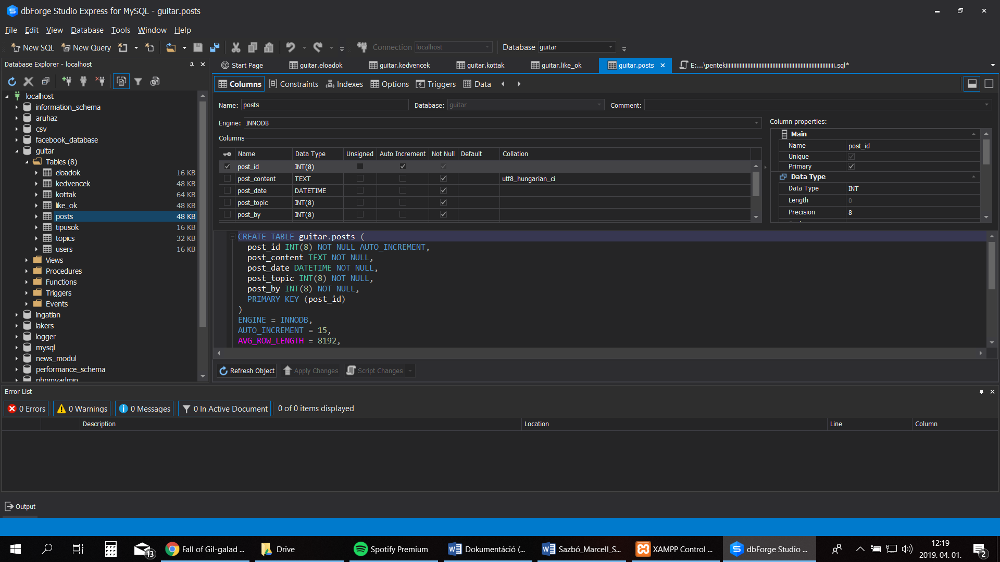 dbForge Studio Express for MySQL - guitar.posts
File Edit View Database Tools Window Help
New SQL New Query Connection localhost Database guitar
Database Explorer - localhost
Start Page guitar.eloadok guitar.kedvencek guitar.kottak guitar.like_ok guitar.posts
Columns Constraints Indexes Options Triggers Data
localhost
information_schema
aruhaz
csv
facebook_database
guitar
Tables (8)
eloadok 16 KB
kedvencek 48 KB
kottak 64 KB
like_ok 48 KB
posts 48 KB
tipusok 16 KB
topics 32 KB
users 16 KB
Views
Procedures
Functions
Triggers
Events
ingatlan
lakers
logger
mysql
news_modul
performance_schema
phpmyadmin
Name: posts Database: guitar Comment:
Engine: INNODB
Columns
Name Data Type Unsigned Auto Increment Not Null Default Collation
post_id INT(8)
post_content TEXT utf8_hungarian_ci
post_date DATETIME
post_topic INT(8)
post_by INT(8)
Column properties:
Main
Name post_id
Unique
Primary
Data Type
Data Type INT
Length 0
Precision 8
CREATE TABLE guitar.posts (
post_id INT(8) NOT NULL AUTO_INCREMENT,
post_content TEXT NOT NULL,
post_date DATETIME NOT NULL,
post_topic INT(8) NOT NULL,
post_by INT(8) NOT NULL,
PRIMARY KEY (post_id)
)
ENGINE = INNODB,
AUTO_INCREMENT = 15,
AVG_ROW_LENGTH = 8192,
Refresh Object Apply Changes Script Changes
Error List
0 Errors 0 Warnings 0 Messages 0 In Active Document 0 of 0 items displayed
Description Location Line Column
Output
13 Fall of Gil-galad ... Drive Spotify Premium Dokumentáció (... Sazbó_Marcell_S... XAMPP Control ... dbForge Studio ... 12:19
2019. 04. 01. 2